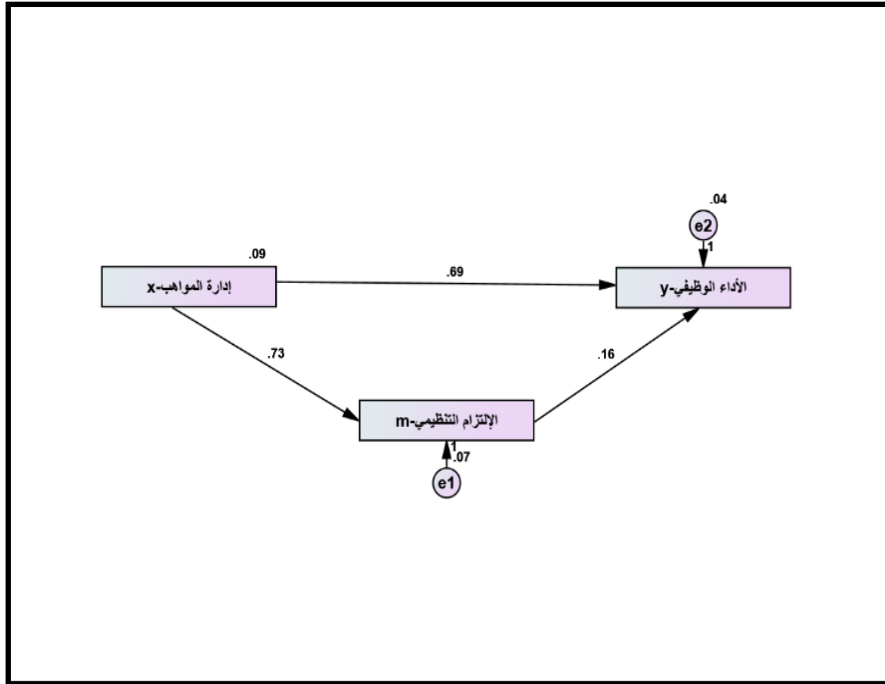 .04
e2
1
.09
إدارة المواهب-x
.69
الأداء الوظيفي-y
.73
.16
الإلتزام التنظيمي-m
1
.07
e1